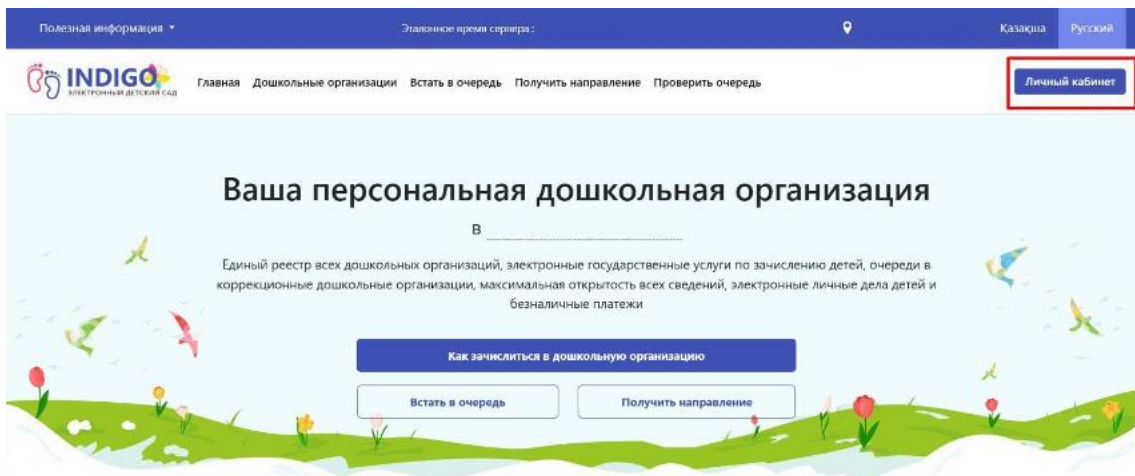 Полезная информация
Эталонное время сервера :
Қазақша
Русский
INDIGO
ЭЛЕКТРОННЫЙ ДЕТСКИЙ САД
Главная
Дошкольные организации
Встать в очередь
Получить направление
Проверить очередь
Личный кабинет
Ваша персональная дошкольная организация
в
Единый реестр всех дошкольных организаций, электронные государственные услуги по зачислению детей, очереди в
коррекционные дошкольные организации, максимальная открытость всех сведений, электронные личные дела детей и
безналичные платежи
Как зачислиться в дошкольную организацию
Встать в очередь
Получить направление